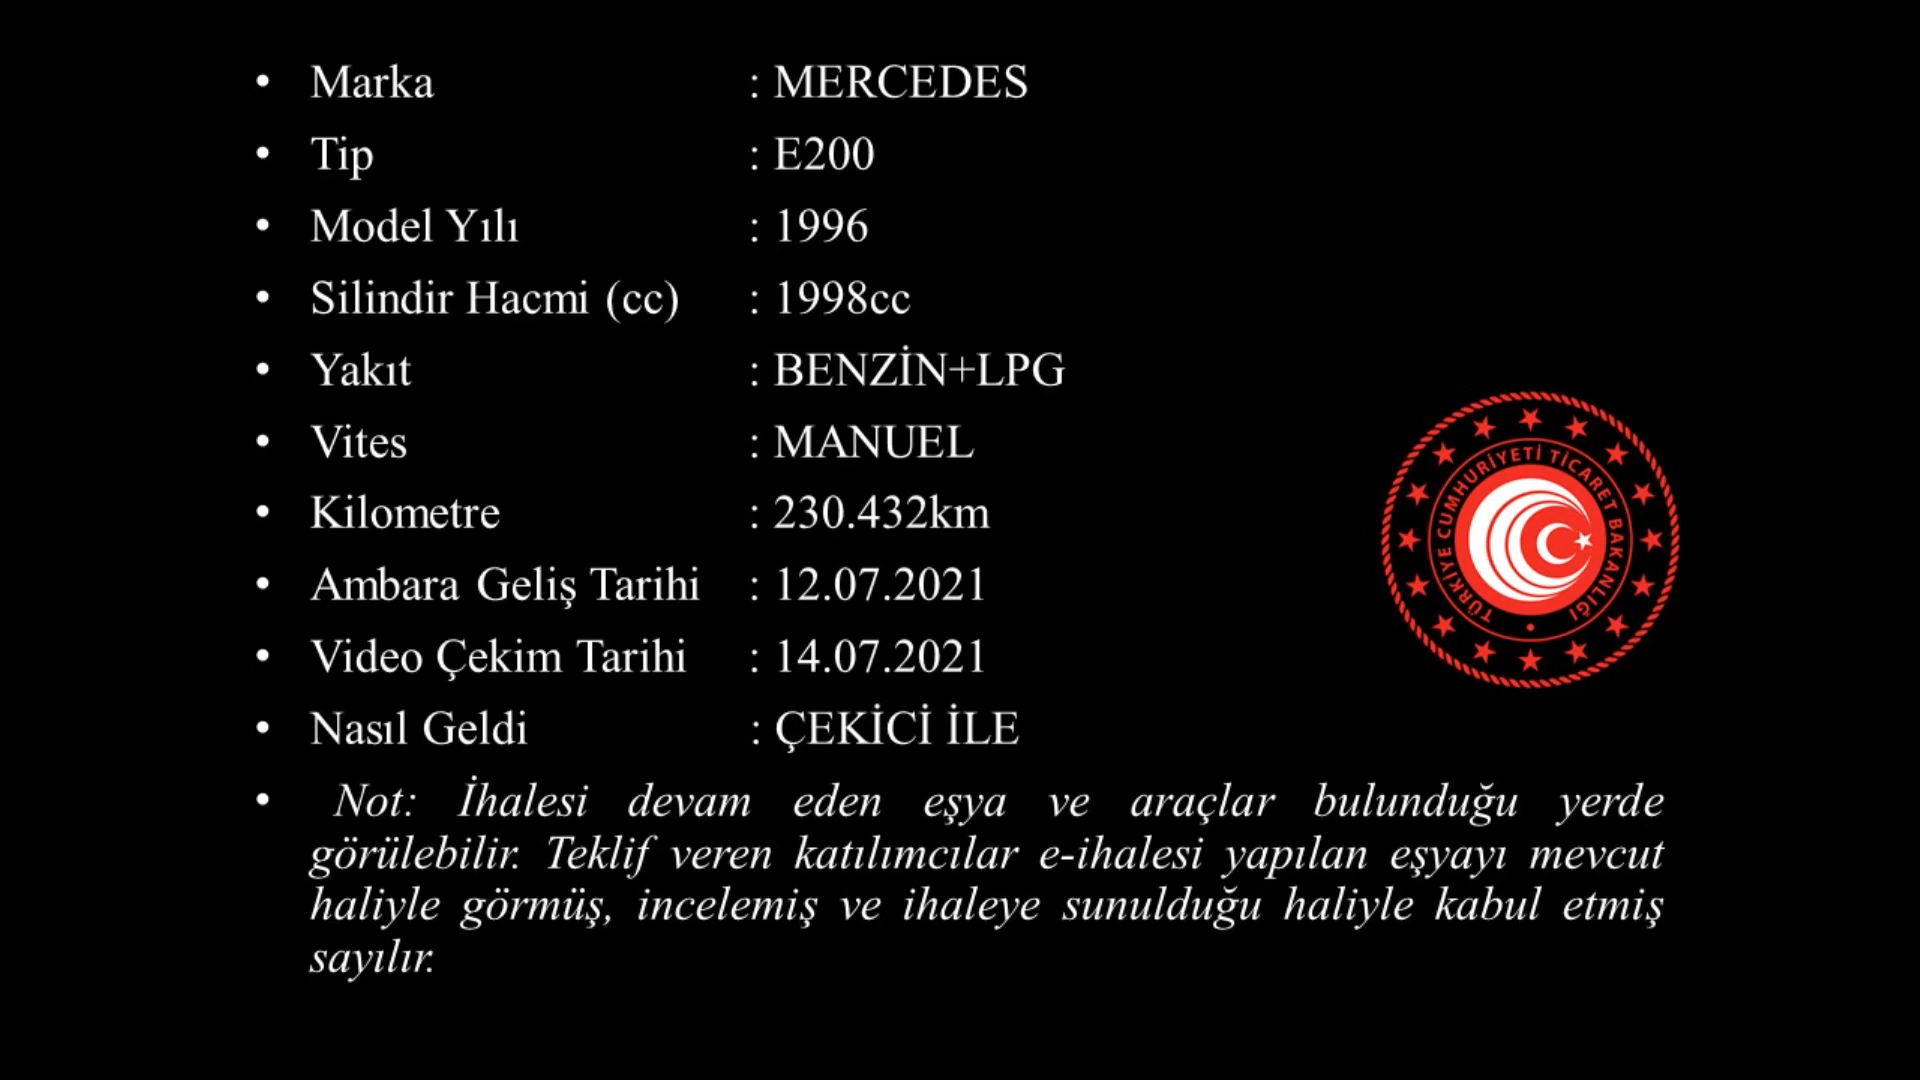 • Marka : MERCEDES
• Tip : E200
• Model Yılı : 1996
• Silindir Hacmi (cc) : 1998cc
• Yakıt : BENZİN+LPG
• Vites : MANUEL
• Kilometre : 230.432km
• Ambara Geliş Tarihi : 12.07.2021
• Video Çekim Tarihi : 14.07.2021
• Nasıl Geldi : ÇEKİCİ İLE
• Not: İhalesi devam eden eşya ve araçlar bulunduğu yerde
görülebilir. Teklif veren katılımcılar e-ihalesi yapılan eşyayı mevcut
haliyle görmüş, incelemiş ve ihaleye sunulduğu haliyle kabul etmiş
sayılır.
TÜRKİYE CUMHURİYETİ TİCARET BAKANLIĞI